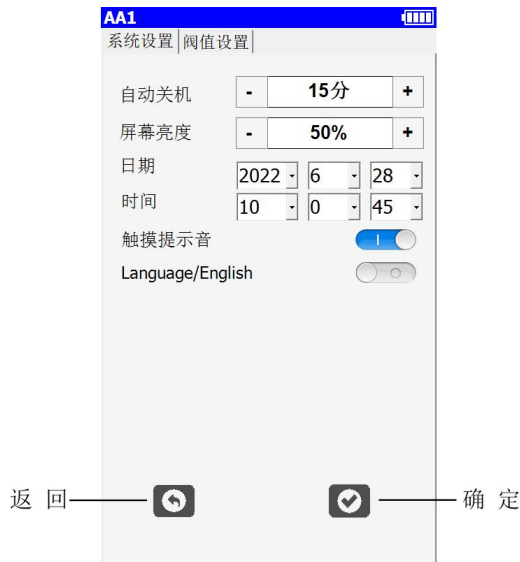 AA1
系统设置 阀值设置
自动关机 - 15分 +
屏幕亮度 - 50% +
日期 2022 6 28
时间 10 0 45
触摸提示音
Language/English
返 回 确 定